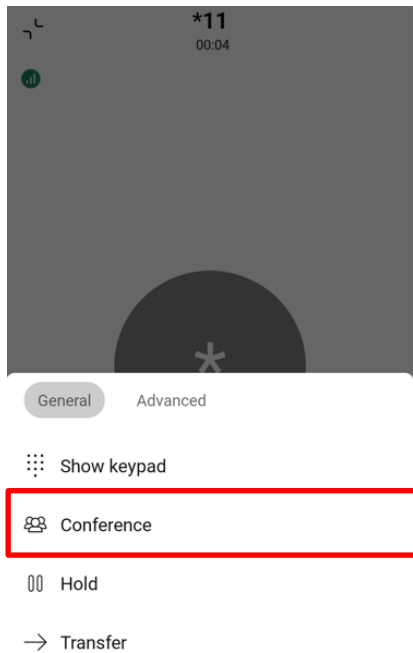 *11
00:04
*
General Advanced
Show keypad
Conference
Hold
Transfer